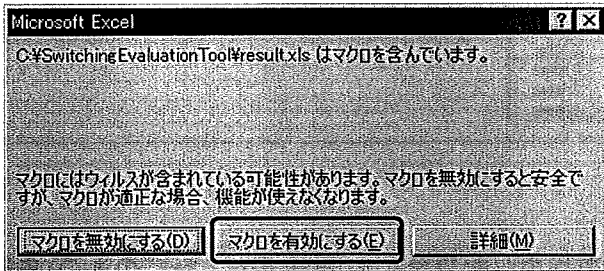 Microsoft Excel
C:¥SwitchingEvaluationTool¥result.xls はマクロを含んでいます。
マクロにはウィルスが含まれている可能性があります。マクロを無効にすると安全で
すが、マクロが適正な場合、機能が使えなくなります。
マクロを無効にする(D) マクロを有効にする(E) 詳細(M)